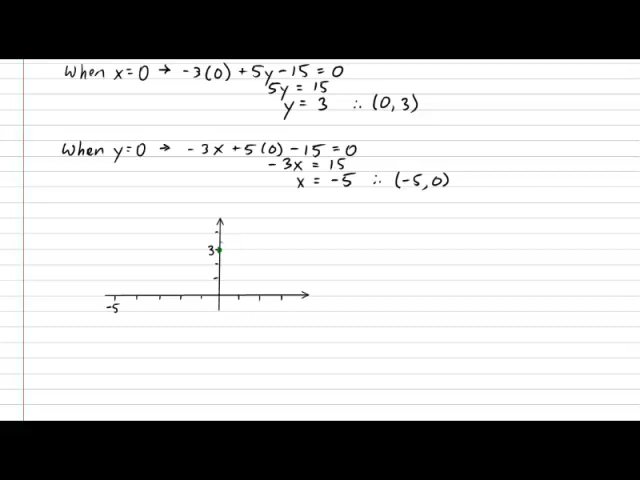 When x=0 → -3(0) + 5y - 15 = 0
5y = 15
y = 3 ∴ (0, 3)
When y=0 → -3x + 5(0) - 15 = 0
-3x = 15
x = -5 ∴ (-5, 0)
3
-5